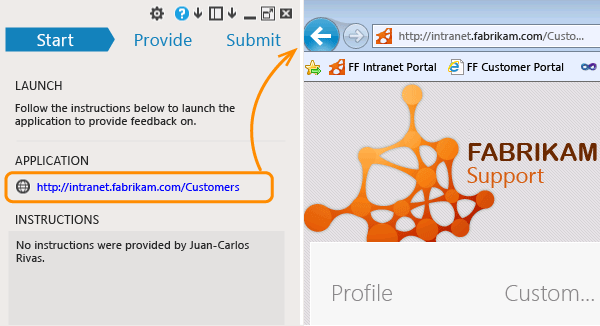 Start Provide Submit
LAUNCH
Follow the instructions below to launch the
application to provide feedback on.
APPLICATION
http://intranet.fabrikam.com/Customers
INSTRUCTIONS
No instructions were provided by Juan-Carlos
Rivas.
http://intranet.fabrikam.com/Custo...
FF Intranet Portal FF Customer Portal
FABRIKAM
Support
Profile Custom...